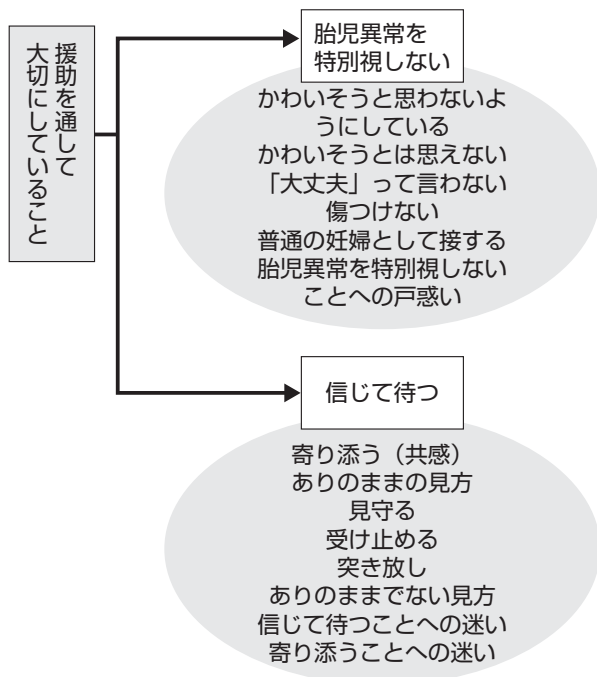 援助を通して
大切にしていること
胎児異常を
特別視しない
かわいそうと思わないよ
うにしている
かわいそうとは思えない
「大丈夫」って言わない
傷つけない
普通の妊婦として接する
胎児異常を特別視しない
ことへの戸惑い
信じて待つ
寄り添う（共感）
ありのままの見方
見守る
受け止める
突き放し
ありのままでない見方
信じて待つことへの迷い
寄り添うことへの迷い